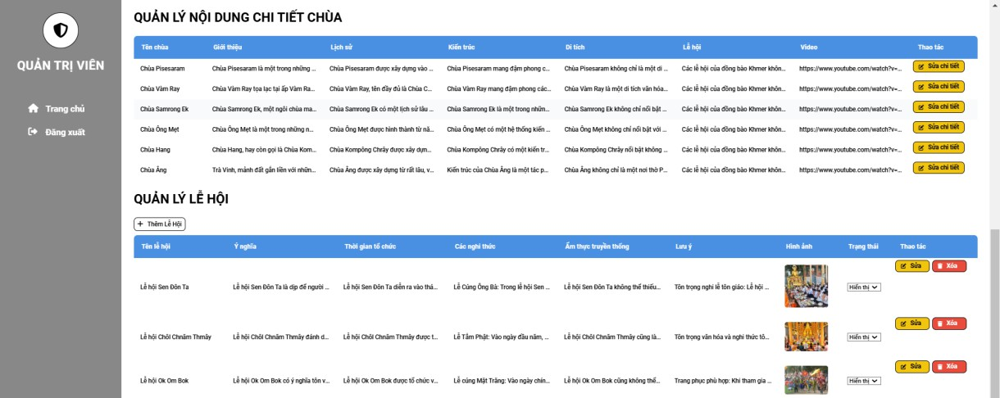 QUẢN TRỊ VIÊN
Trang chủ
Đăng xuất
QUẢN LÝ NỘI DUNG CHI TIẾT CHÙA
Tên chùa Giới thiệu Lịch sử Kiến trúc Di tích Lễ hội Video Thao tác
Chùa Pisesaram Chùa Pisesaram là một trong những ... Chùa Pisesaram được xây dựng vào ... Chùa Pisesaram mang đậm phong c... Chùa Pisesaram không chỉ là một di ... Các lễ hội của đồng bào Khmer khôn... https://www.youtube.com/watch?v=... Sửa chi tiết
Chùa Vàm Ray Chùa Vàm Ray tọa lạc tại ấp Vàm Ra... Chùa Vàm Ray, tên đầy đủ là Chùa C... Chùa Vàm Ray mang đậm phong các... Chùa Vàm Ray là một di tích văn hóa... Các lễ hội của đồng bào Khmer khôn... https://www.youtube.com/watch?v=... Sửa chi tiết
Chùa Samrong Ek Chùa Samrong Ek, một ngôi chùa ma... Chùa Samrong Ek có một lịch sử lâu ... Chùa Samrong Ek là một trong nhữn... Chùa Samrong Ek không chỉ nổi bật ... Các lễ hội của đồng bào Khmer khôn... https://www.youtube.com/watch?v=... Sửa chi tiết
Chùa Ông Mẹt Chùa Ông Mẹt là một trong những n... Chùa Ông Mẹt được hình thành từ nă... Chùa Ông Mẹt có một hệ thống kiến ... Chùa Ông Mẹt không chỉ nổi bật với ... Các lễ hội của đồng bào Khmer khôn... https://www.youtube.com/watch?v=... Sửa chi tiết
Chùa Hang Chùa Hang, hay còn gọi là Chùa Kom... Chùa Kompông Chrây được xây dựn... Chùa Kompông Chrây có một kiến tr... Chùa Kompông Chrây nổi bật không ... Các lễ hội của đồng bào Khmer khôn... https://www.youtube.com/watch?v=... Sửa chi tiết
Chùa Âng Trà Vinh, mảnh đất gắn liền với nhữn... Chùa Âng được xây dựng từ rất lâu, v... Kiến trúc của Chùa Âng là một tác p... Chùa Âng không chỉ là một nơi thờ P... Các lễ hội của đồng bào Khmer khôn... https://www.youtube.com/watch?v=... Sửa chi tiết
QUẢN LÝ LỄ HỘI
+ Thêm Lễ Hội
Tên lễ hội Ý nghĩa Thời gian tổ chức Các nghi thức Ẩm thực truyền thống Lưu ý Hình ảnh Trạng thái Thao tác
Lễ hội Sen Đôn Ta Lễ hội Sen Đôn Ta là dịp để người ... Lễ hội Sen Đôn Ta diễn ra vào thá... Lễ Cúng Ông Bà: Trong lễ hội Sen ... Lễ hội Sen Đôn Ta không thể thiếu... Tôn trọng nghi lễ tôn giáo: Lễ hội ... Hiển thị Sửa Xóa
Lễ hội Chôl Chnăm Thmây Lễ hội Chôl Chnăm Thmây đánh d... Lễ hội Chôl Chnăm Thmây được t... Lễ Tắm Phật: Vào ngày đầu năm, ... Lễ hội Chôl Chnăm Thmây cũng là... Tôn trọng văn hóa và nghi thức tô... Hiển thị Sửa Xóa
Lễ hội Ok Om Bok Lễ hội Ok Om Bok có ý nghĩa tôn v... Lễ hội Ok Om Bok được tổ chức v... Lễ cúng Mặt Trăng: Vào ngày chín... Lễ hội Ok Om Bok cũng không thể... Trang phục phù hợp: Khi tham gia ... Hiển thị Sửa Xóa